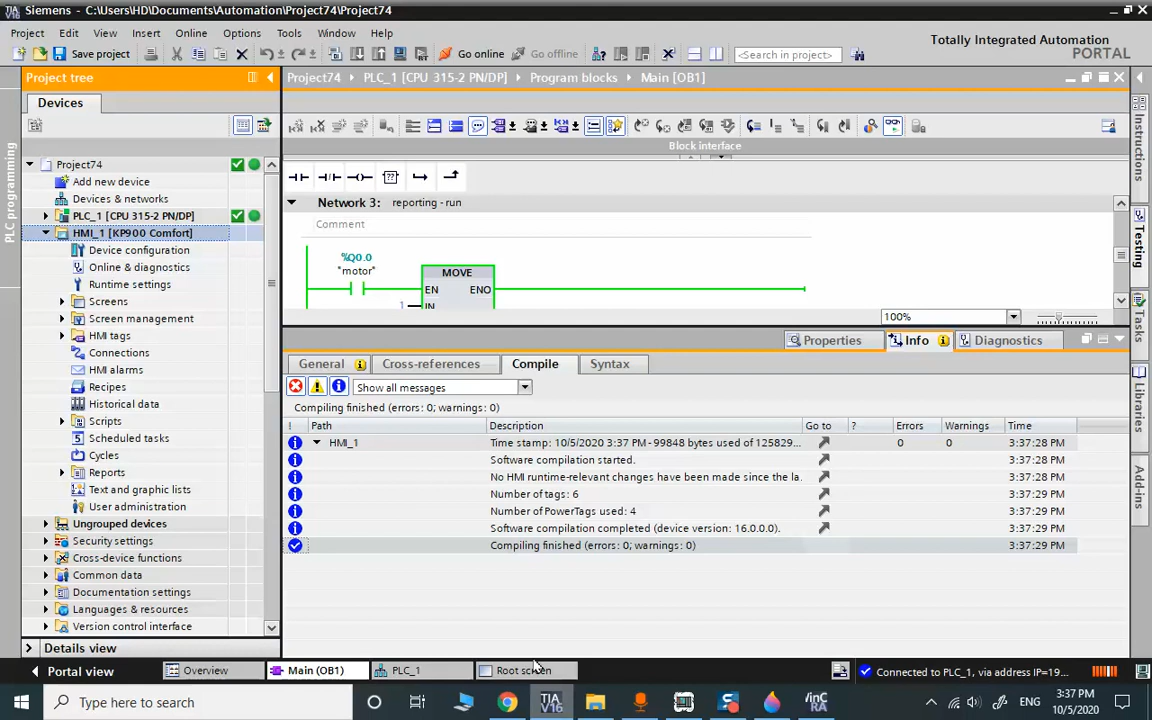 Siemens - C:\Users\HD\Documents\Automation\Project74\Project74
Project Edit View Insert Online Options Tools Window Help
Totally Integrated Automation
PORTAL
Save project
Go online
Go offline
<Search in project>
Project tree
Project74 PLC_1 [CPU 315-2 PN/DP] Program blocks Main [OB1]
Devices
PLC programming
Block interface
Project74
Add new device
Devices & networks
PLC_1 [CPU 315-2 PN/DP]
HMI_1 [KP900 Comfort]
Device configuration
Online & diagnostics
Runtime settings
Screens
Screen management
HMI tags
Connections
HMI alarms
Recipes
Historical data
Scripts
Scheduled tasks
Cycles
Reports
Text and graphic lists
User administration
Ungrouped devices
Security settings
Cross-device functions
Common data
Documentation settings
Languages & resources
Version control interface
Details view
Network 3: reporting - run
Comment
%Q0.0
"motor"
MOVE
EN ENO
1 IN
100%
Properties Info Diagnostics
General Cross-references Compile Syntax
Show all messages
Compiling finished (errors: 0; warnings: 0)
! Path Description Go to ? Errors Warnings Time
HMI_1 Time stamp: 10/5/2020 3:37 PM - 99848 bytes used of 125829... 0 0 3:37:28 PM
Software compilation started. 3:37:28 PM
No HMI runtime-relevant changes have been made since the la. 3:37:28 PM
Number of tags: 6 3:37:29 PM
Number of PowerTags used: 4 3:37:29 PM
Software compilation completed (device version: 16.0.0.0). 3:37:29 PM
Compiling finished (errors: 0; warnings: 0) 3:37:29 PM
Instructions
Testing
Tasks
Libraries
Add-ins
Portal view Overview Main (OB1) PLC_1 Root screen
Connected to PLC_1, via address IP=19...
Type here to search
TIA
V16
ENG
3:37 PM
10/5/2020